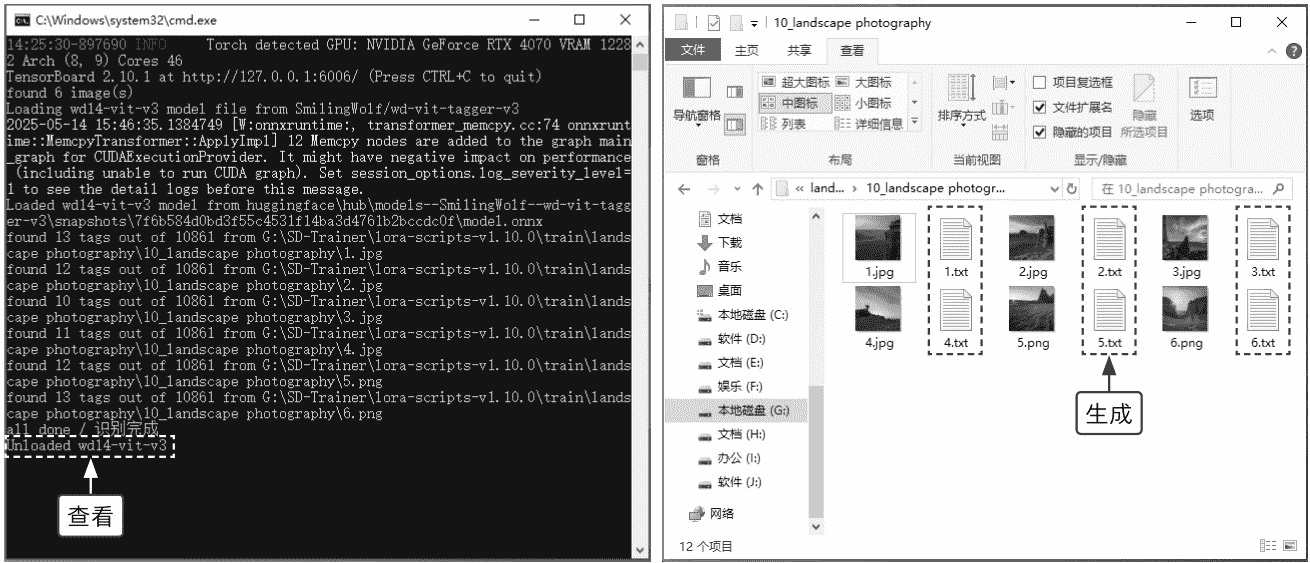 C:\Windows\system32\cmd.exe
14:25:30-897690 INFO     Torch detected GPU: NVIDIA GeForce RTX 4070 VRAM 1228
2 Arch (8, 9) Cores 46
TensorBoard 2.10.1 at http://127.0.0.1:6006/ (Press CTRL+C to quit)
found 6 image(s)
Loading wd14-vit-v3 model file from SmilingWolf/wd-vit-tagger-v3
2025-05-14 15:46:35.1384749 [W:onnxruntime:, transformer_memcpy.cc:74 onnxrunt
ime::MemcpyTransformer::ApplyImpl] 12 Memcpy nodes are added to the graph main
_graph for CUDAExecutionProvider. It might have negative impact on performance
(including unable to run CUDA graph). Set session_options.log_severity_level=
1 to see the detail logs before this message.
Loaded wd14-vit-v3 model from huggingface\hub\models--SmilingWolf--wd-vit-tagg
er-v3\snapshots\7f6b584d0bd3f55c4531f14ba3d4761b2bccdc0f\model.onnx
found 13 tags out of 10861 from G:\SD-Trainer\lora-scripts-v1.10.0\train\lands
cape photography\10_landscape photography\1.jpg
found 12 tags out of 10861 from G:\SD-Trainer\lora-scripts-v1.10.0\train\lands
cape photography\10_landscape photography\2.jpg
found 10 tags out of 10861 from G:\SD-Trainer\lora-scripts-v1.10.0\train\lands
cape photography\10_landscape photography\3.jpg
found 11 tags out of 10861 from G:\SD-Trainer\lora-scripts-v1.10.0\train\lands
cape photography\10_landscape photography\4.jpg
found 12 tags out of 10861 from G:\SD-Trainer\lora-scripts-v1.10.0\train\lands
cape photography\10_landscape photography\5.png
found 13 tags out of 10861 from G:\SD-Trainer\lora-scripts-v1.10.0\train\lands
cape photography\10_landscape photography\6.png
all done / 识别完成
Unloaded wd14-vit-v3
查看
10_landscape photography
文件 主页 共享 查看
导航窗格
超大图标 大图标
中图标 小图标
列表 详细信息
排序方式
项目复选框
文件扩展名
隐藏的项目
隐藏
所选项目
选项
窗格 布局 当前视图 显示/隐藏
« land... › 10_landscape photogr...
在 10_landscape photogra...
文档
下载
音乐
桌面
本地磁盘 (C:)
软件 (D:)
文档 (E:)
娱乐 (F:)
本地磁盘 (G:)
文档 (H:)
办公 (I:)
软件 (J:)
网络
1.jpg 1.txt 2.jpg 2.txt 3.jpg 3.txt
4.jpg 4.txt 5.png 5.txt 6.png 6.txt
生成
12 个项目